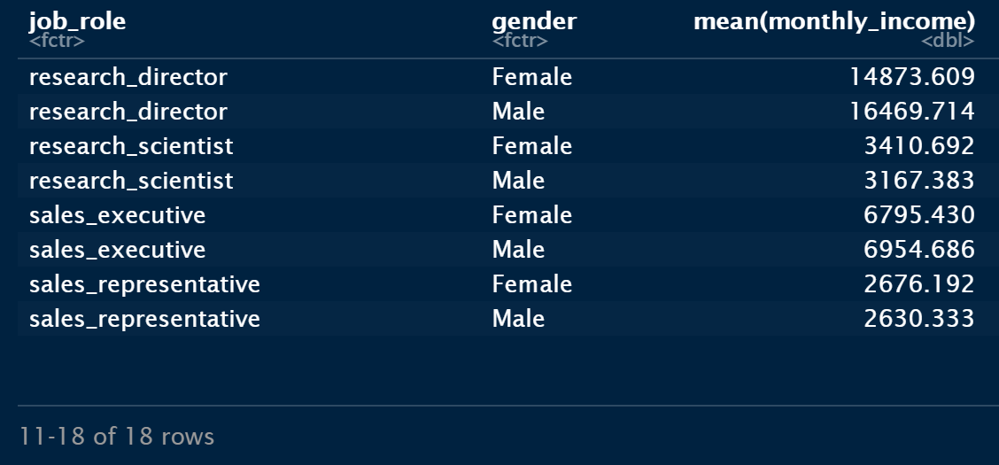 job_role gender mean(monthly_income)
<fctr> <fctr> <dbl>
research_director Female 14873.609
research_director Male 16469.714
research_scientist Female 3410.692
research_scientist Male 3167.383
sales_executive Female 6795.430
sales_executive Male 6954.686
sales_representative Female 2676.192
sales_representative Male 2630.333
11-18 of 18 rows